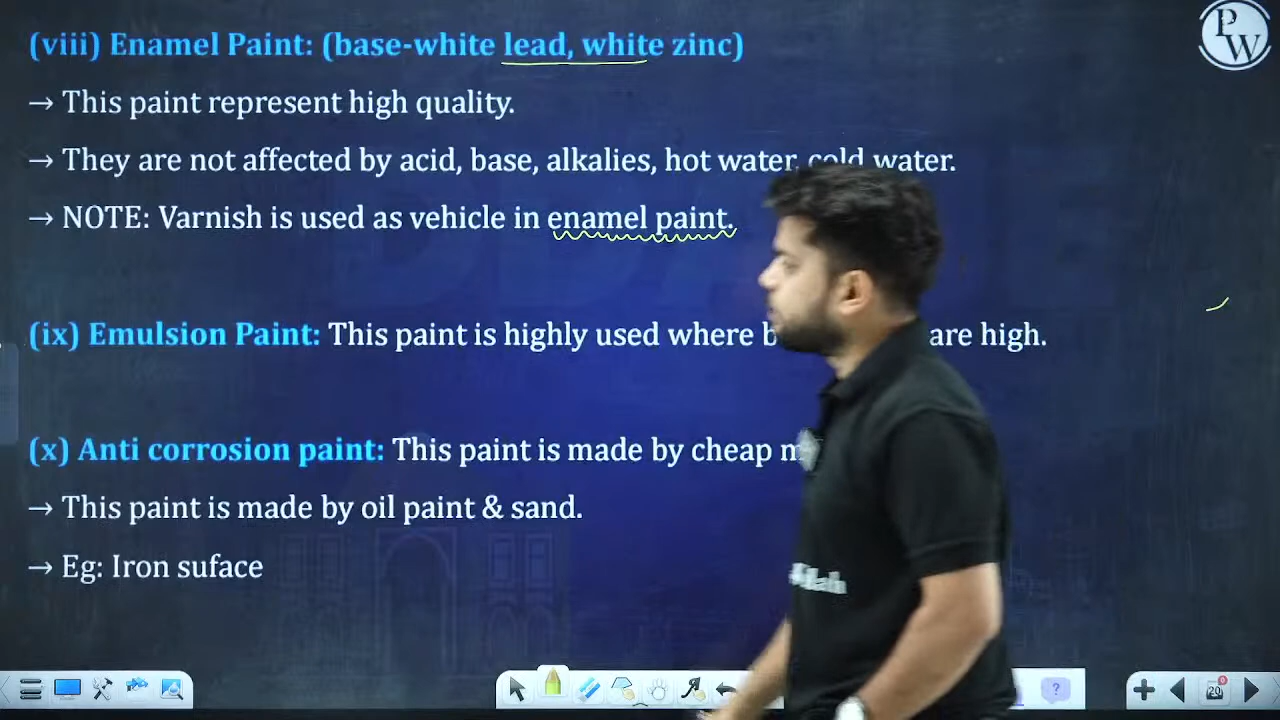 (viii) Enamel Paint: (base-white lead, white zinc)
PW
→ This paint represent high quality.
→ They are not affected by acid, base, alkalies, hot water, cold water.
→ NOTE: Varnish is used as vehicle in enamel paint.
(ix) Emulsion Paint: This paint is highly used where are high.
(x) Anti corrosion paint: This paint is made by cheap
→ This paint is made by oil paint & sand.
→ Eg: Iron suface
20